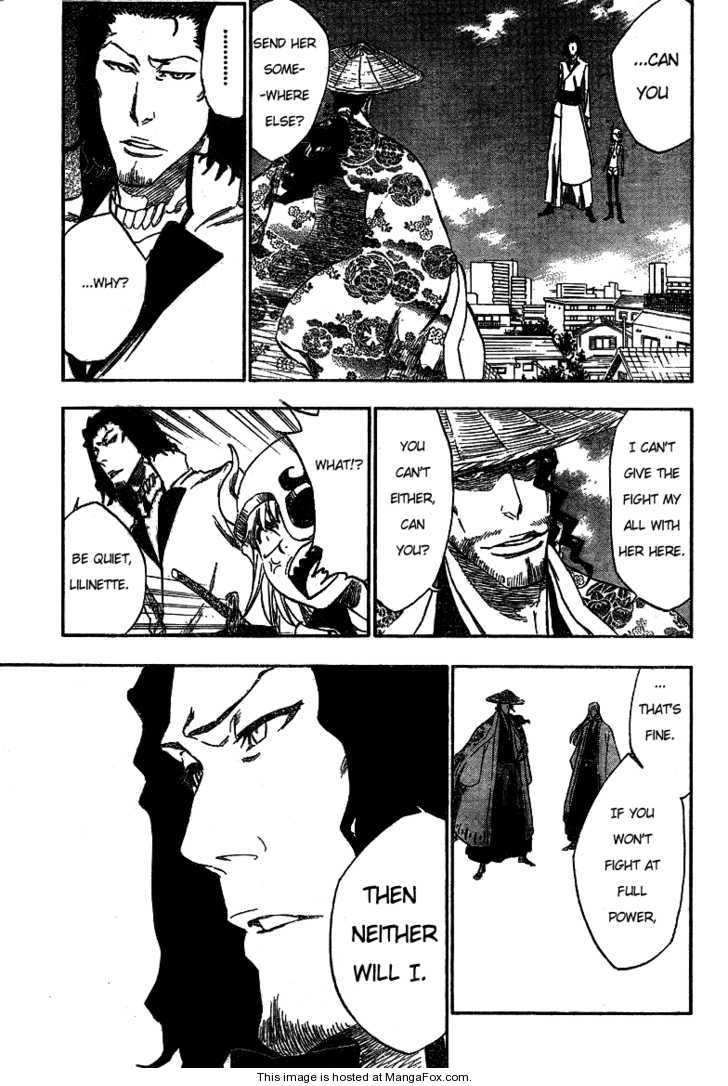 ...CAN
YOU
SEND HER
SOME-
-WHERE
ELSE?
.........
...WHY?
I CAN'T
GIVE THE
FIGHT MY
ALL WITH
HER HERE.
YOU
CAN'T
EITHER,
CAN
YOU?
WHAT!?
BE QUIET,
LILINETTE.
...
THAT'S
FINE.
IF YOU
WON'T
FIGHT AT
FULL
POWER,
THEN
NEITHER
WILL I.
This image is hosted at MangaFox.com.